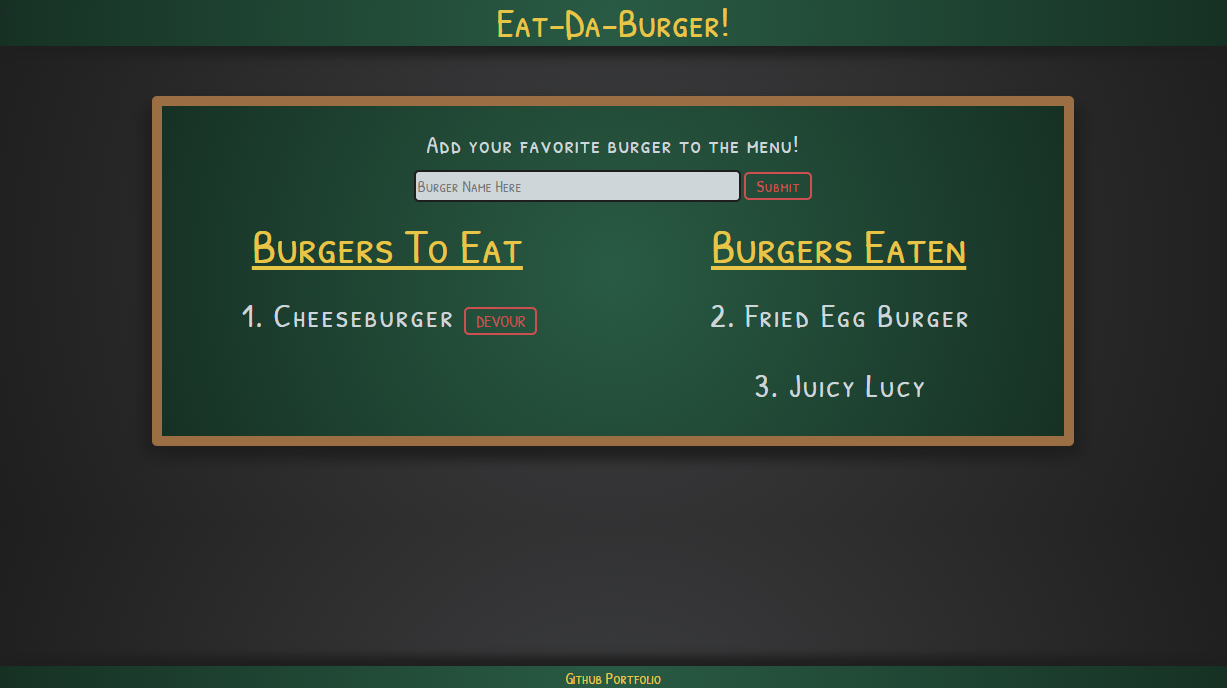 Eat-Da-Burger!
Add your favorite burger to the menu!
Burger Name Here Submit
Burgers To Eat
1. Cheeseburger DEVOUR
Burgers Eaten
2. Fried Egg Burger
3. Juicy Lucy
Github Portfolio